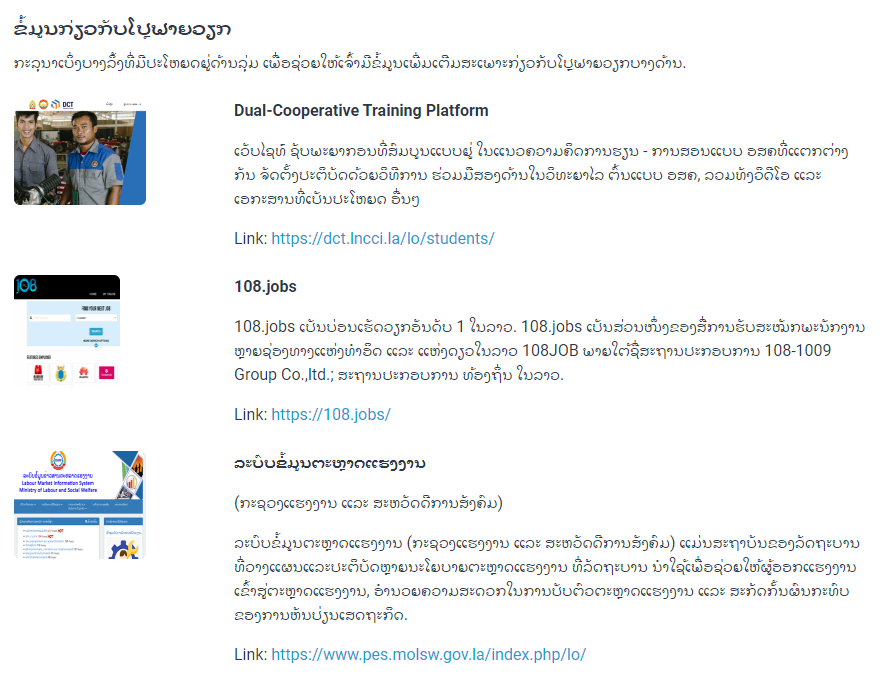 ຂໍ້ມູນກ່ຽວກັບໂປຼຟາຍວຽກ
ກະລຸນາເບິ່ງບາງລິ້ງທີ່ມີປະໂຫຍດຢູ່ດ້ານລຸ່ມ ເພື່ອຊ່ວຍໃຫ້ເຈົ້າມີຂໍ້ມູນເພີ່ມເຕີມສະເພາະກ່ຽວກັບໂປຼຟາຍວຽກບາງດ້ານ.
DCT
Dual-Cooperative Training Platform
ເວັບໄຊທ໌ ຊັບພະຍາກອນທີ່ສົມບູນແບບຢູ່ ໃນແນວຄວາມຄິດການຮຽນ - ການສອນແບບ ອສຄທີ່ແຕກຕ່າງ
ກັນ ຈັດຕັ້ງປະຕິບັດດ້ວຍວິທີການ ຮ່ວມມືສອງດ້ານໃນວິທະຍາໄລ ຕົ້ນແບບ ອສຄ, ລວມທັງວິດີໂອ ແລະ
ເອກະສານທີ່ເປັນປະໂຫຍດ ອື່ນໆ
Link: https://dct.lncci.la/lo/students/
108
FIND YOUR BEST JOB
108.jobs
108.jobs ເປັນບ່ອນເຮັດວຽກອັນດັບ 1 ໃນລາວ. 108.jobs ເປັນສ່ວນໜຶ່ງຂອງສື່ການຮັບສະໝັກພະນັກງານ
ຫຼາຍຊ່ອງທາງແຫ່ງທຳອິດ ແລະ ແຫ່ງດຽວໃນລາວ 108JOB ພາຍໃຕ້ຊື່ສະຖານປະກອບການ 108-1009
Group Co.,ltd.; ສະຖານປະກອບການ ທ້ອງຖິ່ນ ໃນລາວ.
Link: https://108.jobs/
ລະບົບຂໍ້ມູນຂ່າວສານຕະຫລາດແຮງງານ
Labour Market Information System
Ministry of Labour and Social Welfare
ລະບົບຂໍ້ມູນຕະຫຼາດແຮງງານ
(ກະຊວງແຮງງານ ແລະ ສະຫວັດດີການສັງຄົມ)
ລະບົບຂໍ້ມູນຕະຫຼາດແຮງງານ (ກະຊວງແຮງງານ ແລະ ສະຫວັດດີການສັງຄົມ) ແມ່ນສະຖາບັນຂອງລັດຖະບານ
ທີ່ວາງແຜນແລະປະຕິບັດຫຼາຍນະໂຍບາຍຕະຫຼາດແຮງງານ ທີ່ລັດຖະບານ ນຳໃຊ້ເພື່ອຊ່ວຍໃຫ້ຜູ້ອອກແຮງງານ
ເຂົ້າສູ່ຕະຫຼາດແຮງງານ, ອຳນວຍຄວາມສະດວກໃນການປັບຕົວຕະຫຼາດແຮງງານ ແລະ ສະກັດກັ້ນຜົນກະທົບ
ຂອງການຫັນປ່ຽນເສດຖະກິດ.
Link: https://www.pes.molsw.gov.la/index.php/lo/